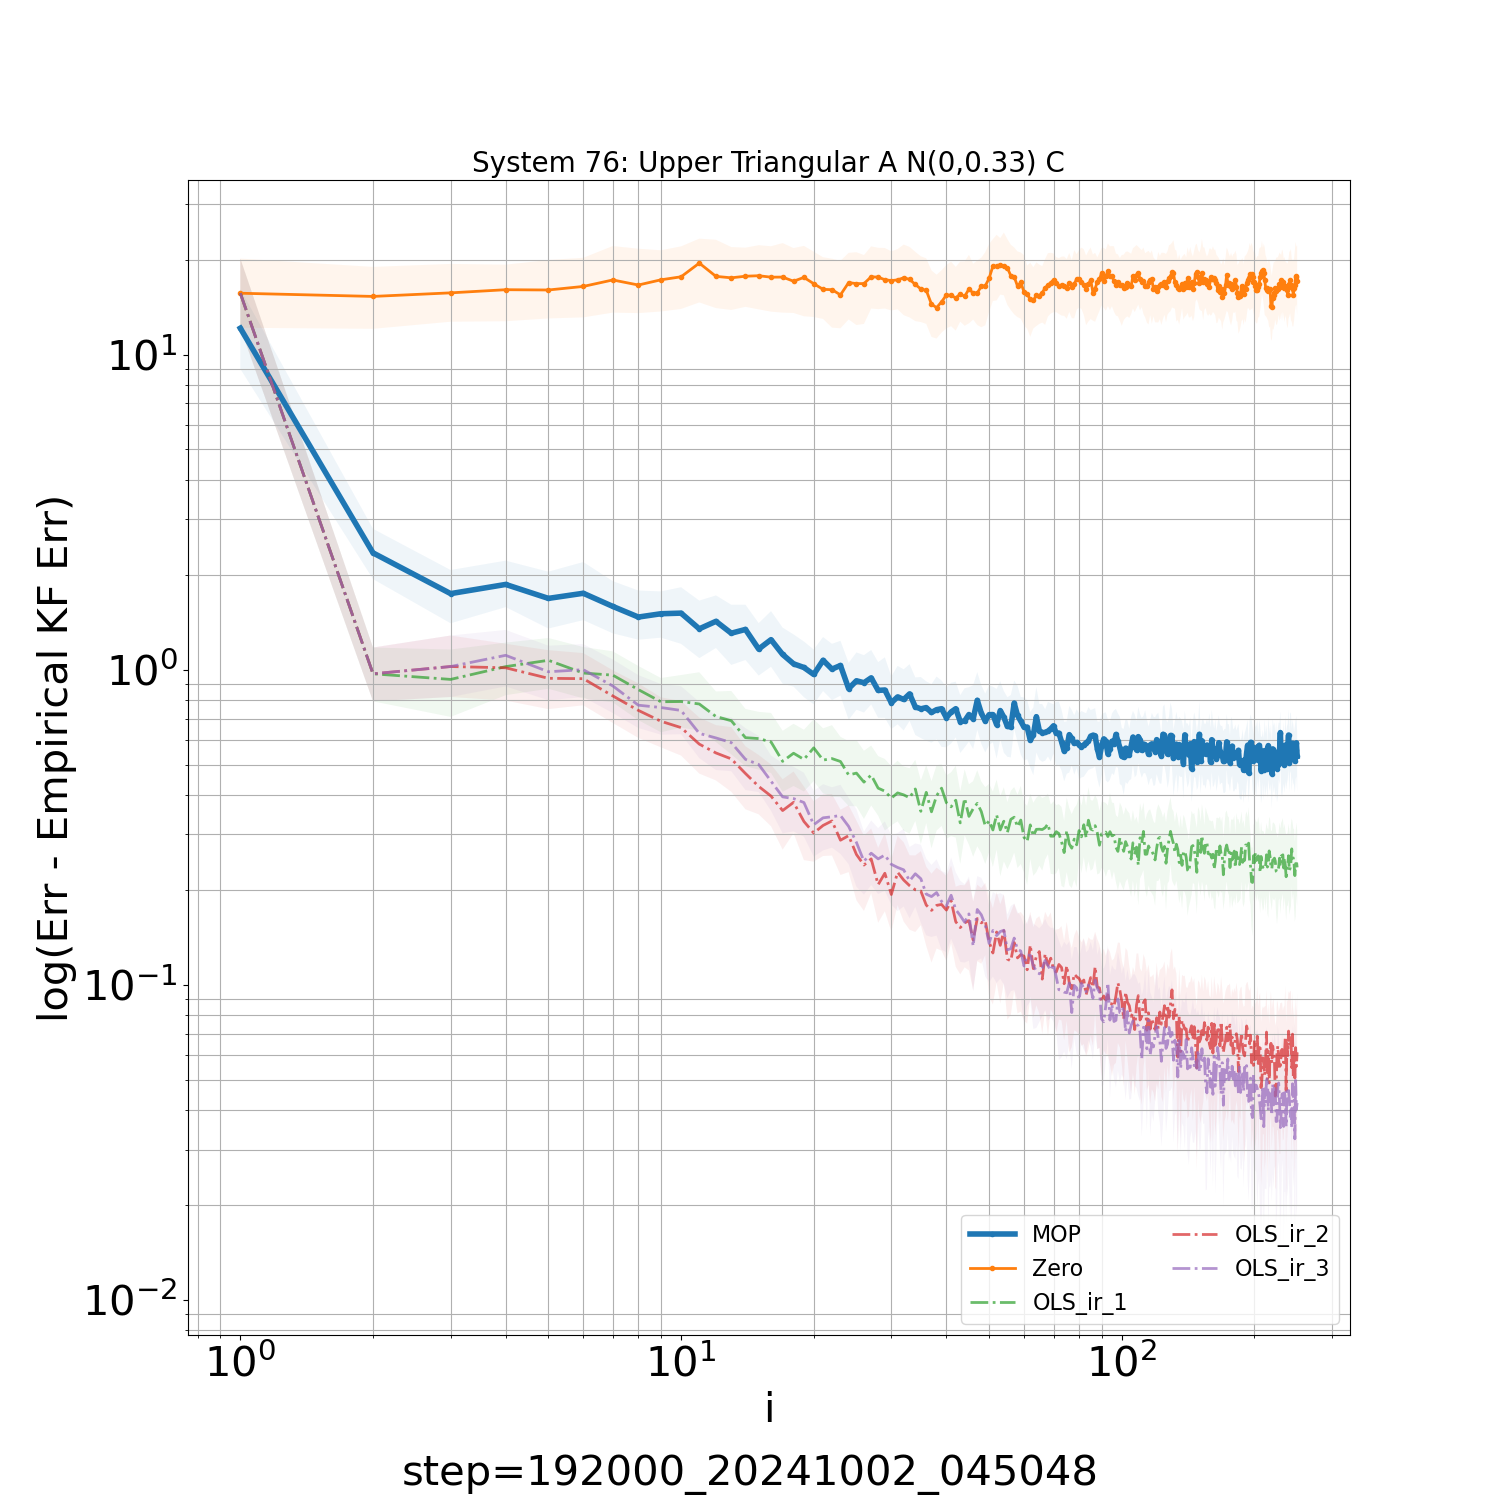 System 76: Upper Triangular A N(0,0.33) C
log(Err - Empirical KF Err)
10¹
10⁰
10⁻¹
10⁻²
MOP
Zero
OLS_ir_1
OLS_ir_2
OLS_ir_3
10⁰ 10¹ 10²
i
step=192000_20241002_045048